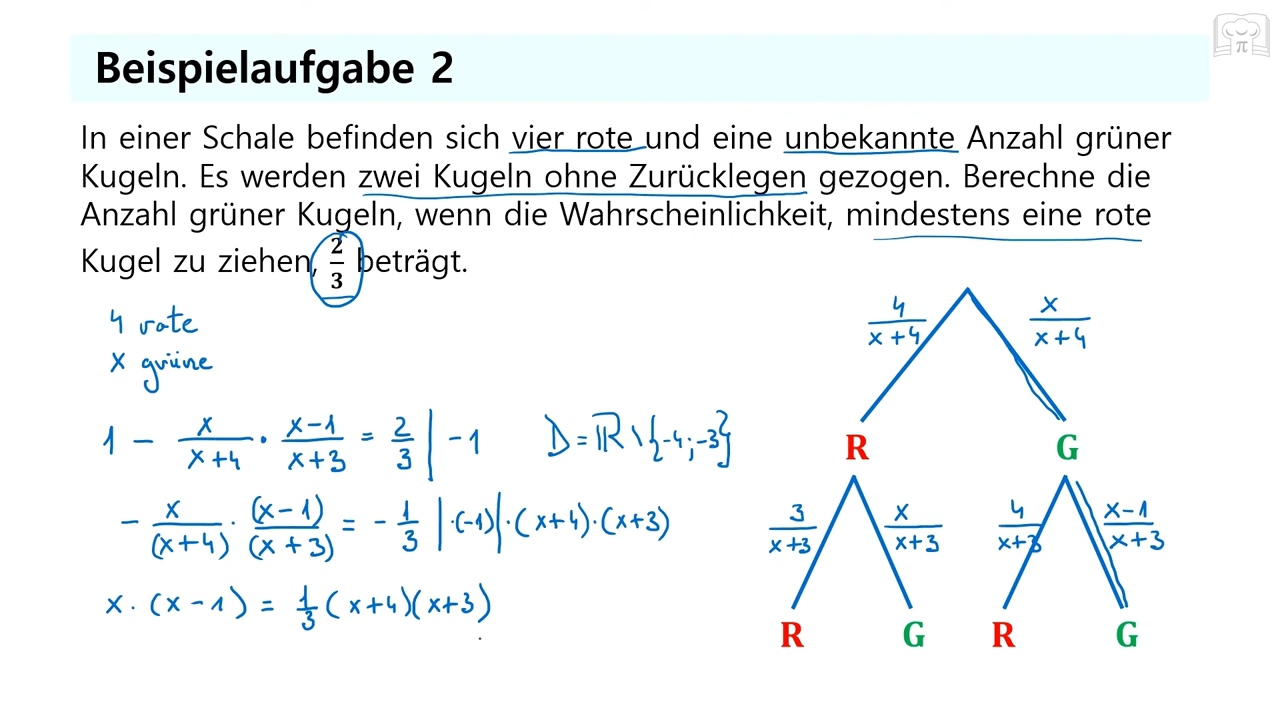 Beispielaufgabe 2
In einer Schale befinden sich vier rote und eine unbekannte Anzahl grüner
Kugeln. Es werden zwei Kugeln ohne Zurücklegen gezogen. Berechne die
Anzahl grüner Kugeln, wenn die Wahrscheinlichkeit, mindestens eine rote
Kugel zu ziehen, 2/3 beträgt.
4 rote
x grüne
1 - x/(x+4) · (x-1)/(x+3) = 2/3 | -1 D = ℝ \ {-4;-3}
- x/(x+4) · (x-1)/(x+3) = - 1/3 | ·(-1) | ·(x+4)·(x+3)
x · (x-1) = 1/3 (x+4)(x+3)
4/(x+4) x/(x+4)
R G
3/(x+3) x/(x+3) 4/(x+3) x-1/(x+3)
R G R G
π